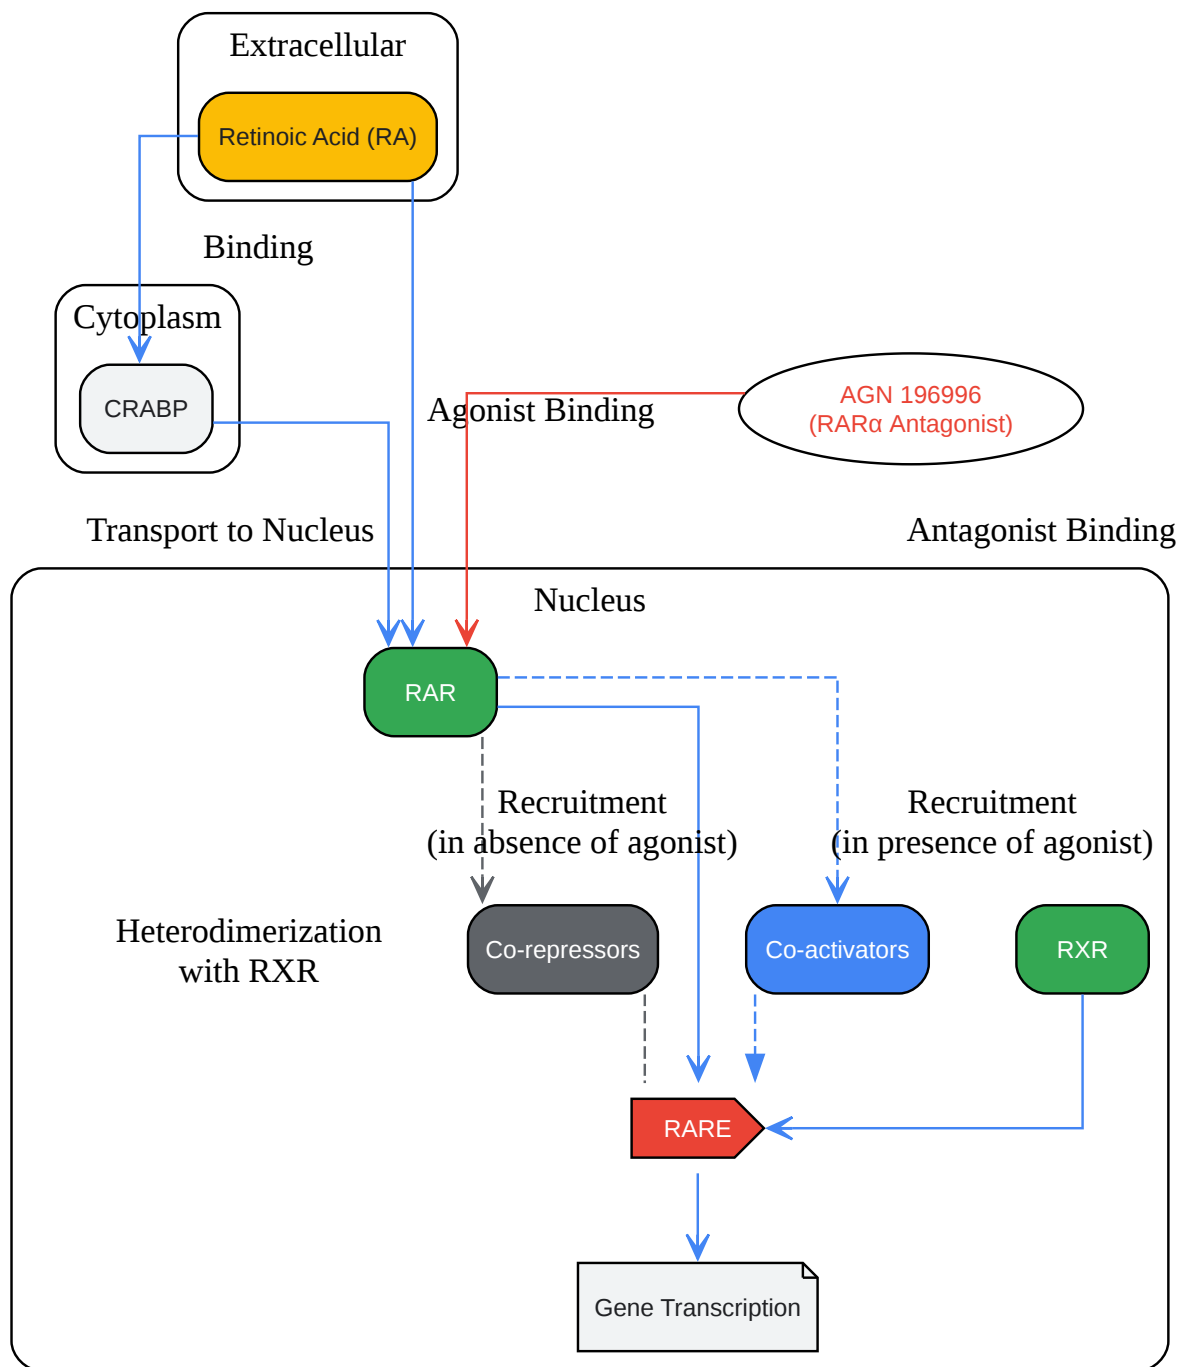 Extracellular
Retinoic Acid (RA)
Binding
Cytoplasm
CRABP
Agonist Binding
AGN 196996
(RARα Antagonist)
Transport to Nucleus
Antagonist Binding
Nucleus
RAR
Recruitment
(in absence of agonist)
Recruitment
(in presence of agonist)
Heterodimerization
with RXR
Co-repressors
Co-activators
RXR
RARE
Gene Transcription